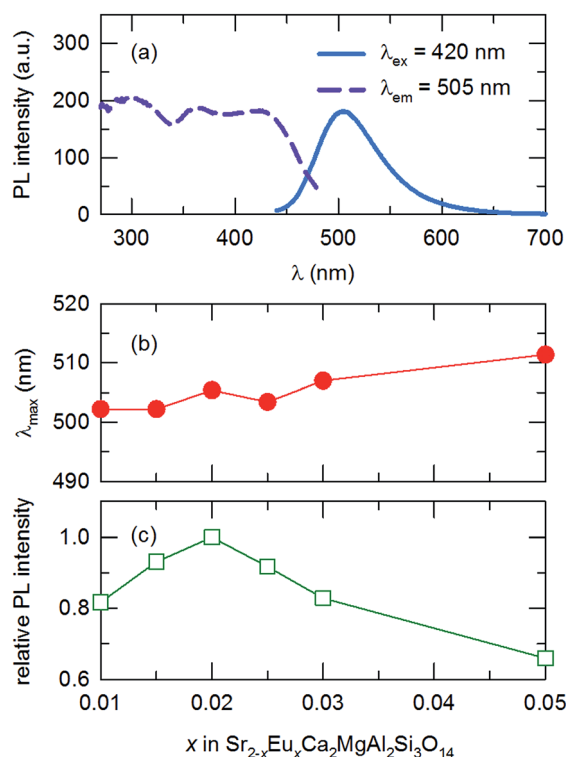 350
300
(a)
λex = 420 nm
λem = 505 nm
200
100
0
PL intensity (a.u.)
300 400 500 600 700
λ (nm)
520
(b)
510
500
490
λmax (nm)
(c)
1.0
0.8
0.6
relative PL intensity
0.01 0.02 0.03 0.04 0.05
x in Sr2-xEuxCa2MgAl2Si3O14